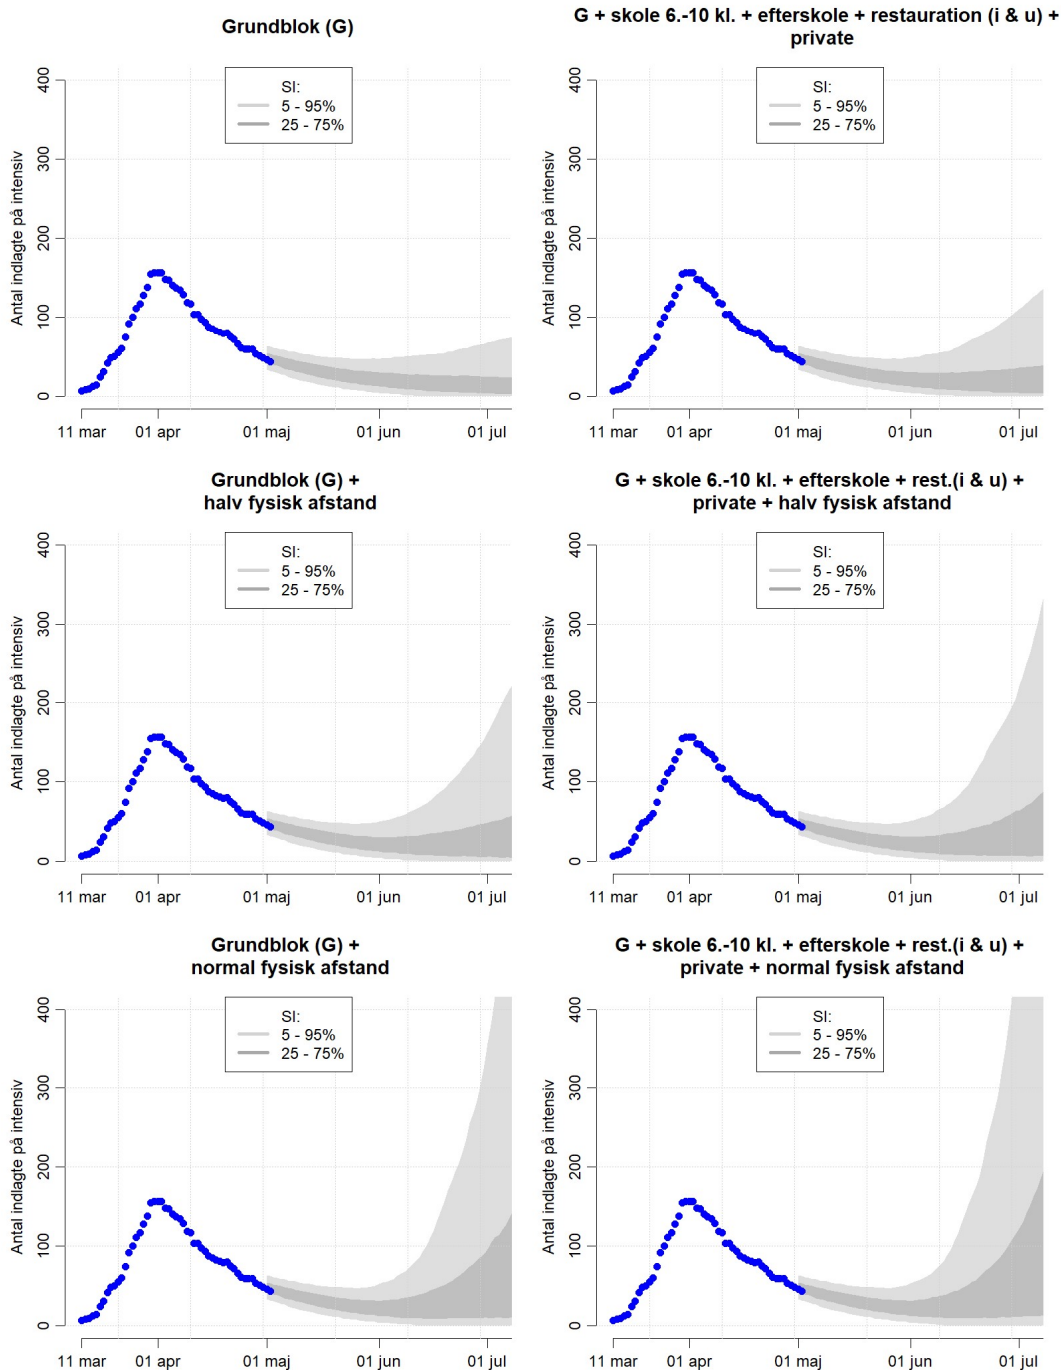 Grundblok (G)
Antal indlagte på intensiv
400
300
200
100
0
SI:
5 - 95%
25 - 75%
11 mar
01 apr
01 maj
01 jun
01 jul
G + skole 6.-10 kl. + efterskole + restauration (i & u) +
private
Antal indlagte på intensiv
400
300
200
100
0
SI:
5 - 95%
25 - 75%
11 mar
01 apr
01 maj
01 jun
01 jul
Grundblok (G) +
halv fysisk afstand
Antal indlagte på intensiv
400
300
200
100
0
SI:
5 - 95%
25 - 75%
11 mar
01 apr
01 maj
01 jun
01 jul
G + skole 6.-10 kl. + efterskole + rest.(i & u) +
private + halv fysisk afstand
Antal indlagte på intensiv
400
300
200
100
0
SI:
5 - 95%
25 - 75%
11 mar
01 apr
01 maj
01 jun
01 jul
Grundblok (G) +
normal fysisk afstand
Antal indlagte på intensiv
400
300
200
100
0
SI:
5 - 95%
25 - 75%
11 mar
01 apr
01 maj
01 jun
01 jul
G + skole 6.-10 kl. + efterskole + rest.(i & u) +
private + normal fysisk afstand
Antal indlagte på intensiv
400
300
200
100
0
SI:
5 - 95%
25 - 75%
11 mar
01 apr
01 maj
01 jun
01 jul